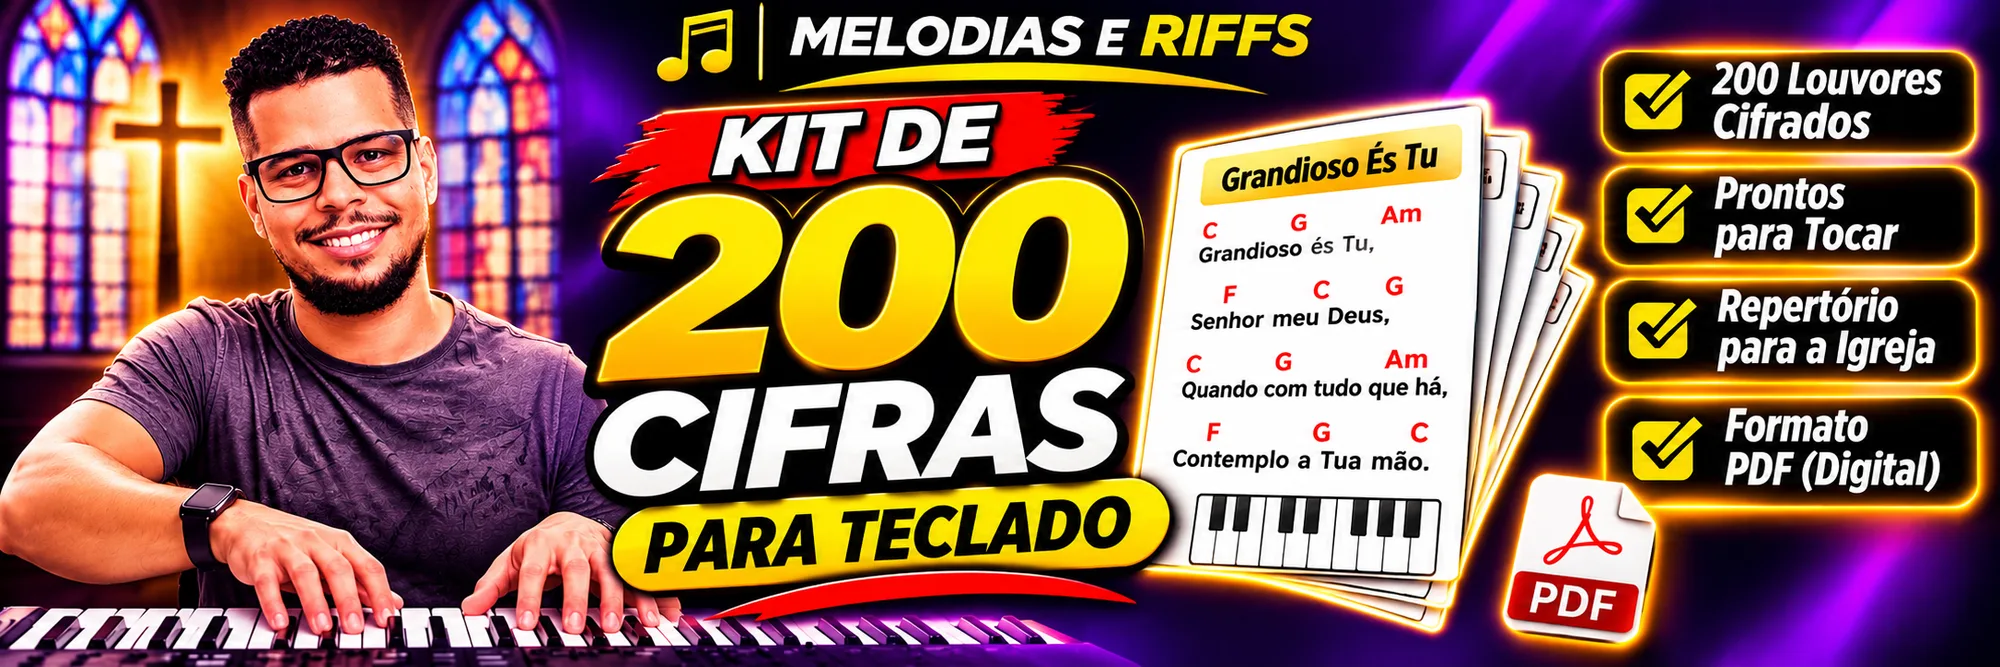 MELODIAS E RIFFS
KIT DE
200
CIFRAS
PARA TECLADO
Grandioso És Tu
C G Am
Grandioso és Tu,
F C G
Senhor meu Deus,
C G Am
Quando com tudo que há,
F G C
Contemplo a Tua mão.
200 Louvores
Cifrados
Prontos
para Tocar
Repertório
para a Igreja
Formato
PDF (Digital)
PDF